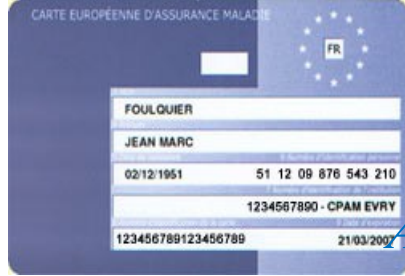 CARTE EUROPÉENNE D'ASSURANCE MALADIE
FR
FOULQUIER
JEAN MARC
02/12/1951 51 12 09 876 543 210
1234567890 - CPAM EVRY
123456789123456789 21/03/2007
A